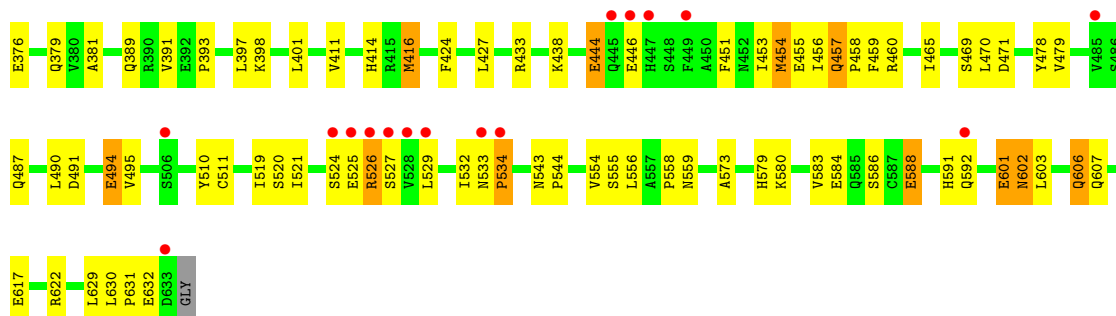 E376 Q379 V380 A381 Q389 R390 V391 E392 P393 L397 K398 L401 V411 H414 R415 M416 F424 L427 R433 K438 E444 Q445 E446 H447 S448 F449 A450 F451 N452 I453 M454 E455 I456 Q457 P458 F459 R460 I465 S469 L470 D471 Y478 V479 V485 S486
Q487 L490 D491 E494 V495 S506 Y510 C511 I519 S520 I521 S524 E525 R526 S527 V528 L529 I532 N533 P534 N543 P544 V554 S555 L556 A557 P558 N559 A573 H579 K580 V583 E584 Q585 S586 C587 E588 H591 Q592 E601 N602 L603 Q606 Q607
E617 R622 L629 L630 P631 E632 D633 GLY